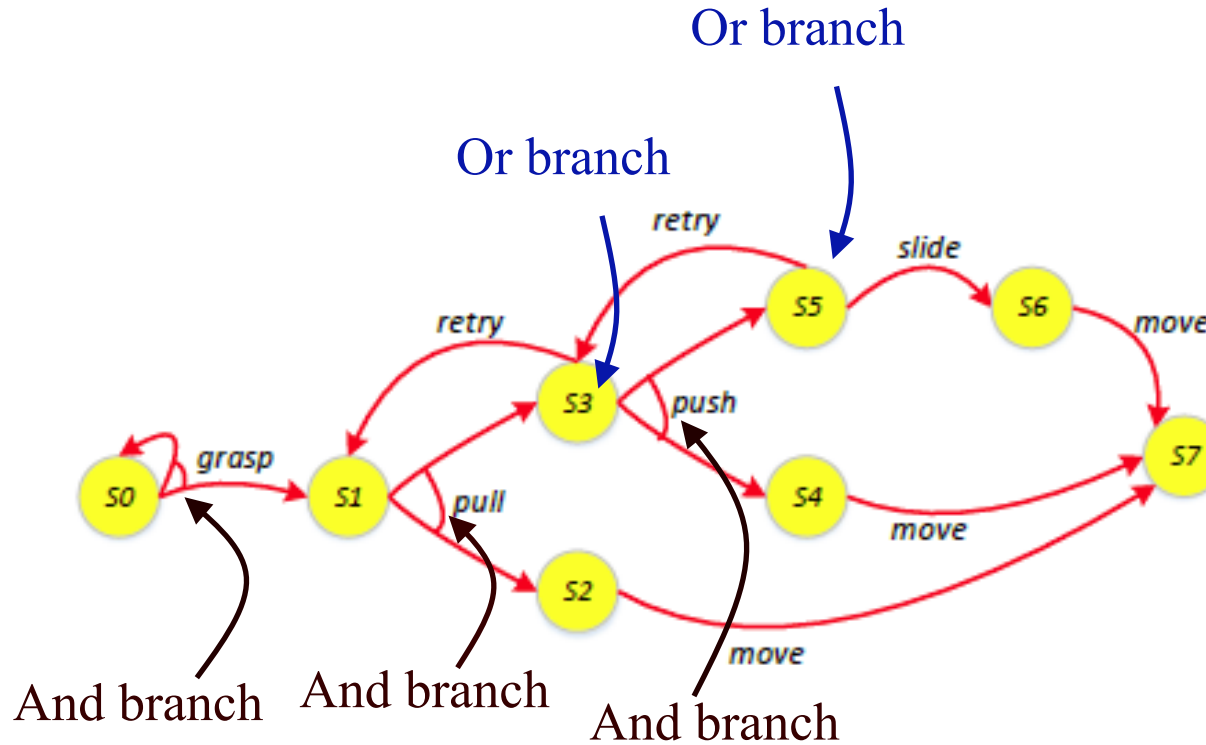 Or branch
Or branch
retry
slide
retry
S5
S6
move
S3
push
grasp
S7
S0
S1
pull
S4
move
S2
move
And branch
And branch
And branch